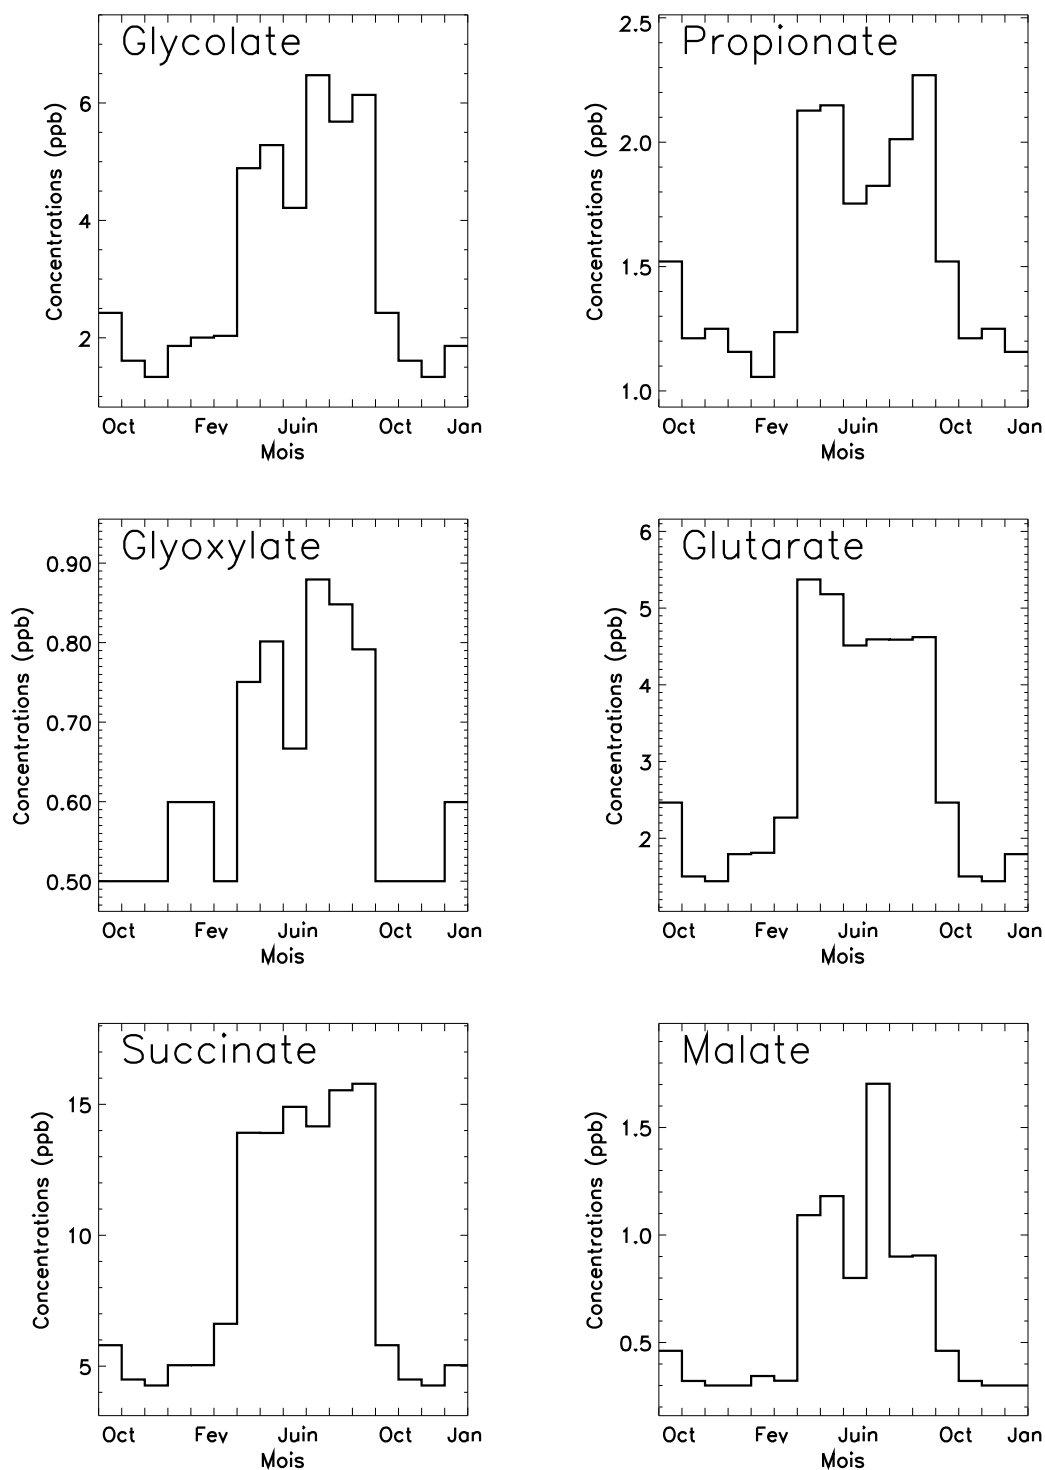 Glycolate
Concentrations (ppb)
6
4
2
Oct Fev Juin Oct Jan
Mois
Propionate
Concentrations (ppb)
2.5
2.0
1.5
1.0
Oct Fev Juin Oct Jan
Mois
Glyoxylate
Concentrations (ppb)
0.90
0.80
0.70
0.60
0.50
Oct Fev Juin Oct Jan
Mois
Glutarate
Concentrations (ppb)
6
5
4
3
2
Oct Fev Juin Oct Jan
Mois
Succinate
Concentrations (ppb)
15
10
5
Oct Fev Juin Oct Jan
Mois
Malate
Concentrations (ppb)
1.5
1.0
0.5
Oct Fev Juin Oct Jan
Mois